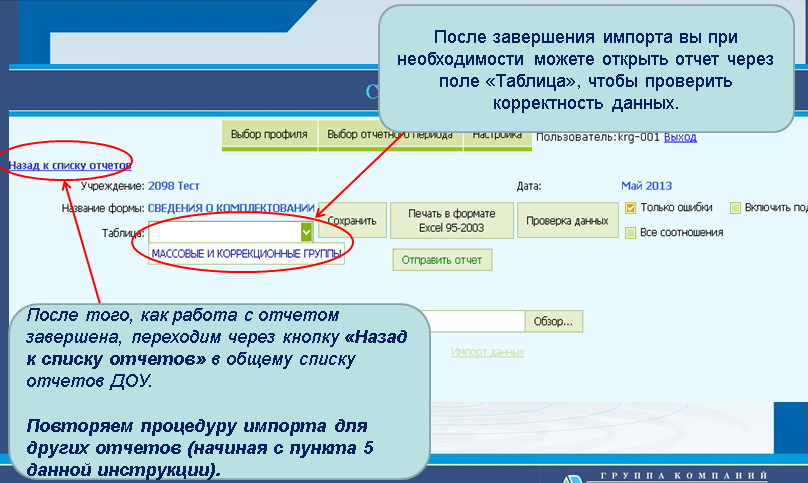 После завершения импорта вы при
необходимости можете открыть отчет через
поле «Таблица», чтобы проверить
корректность данных.
С
Выбор профиля Выбор отчетного периода Настройка Пользователь:krg-001 Выход
Назад к списку отчетов
Учреждение: 2098 Тест Дата: Май 2013
Название формы: СВЕДЕНИЯ О КОМПЛЕКТОВАНИИ
Таблица:
МАССОВЫЕ И КОРРЕКЦИОННЫЕ ГРУППЫ
Сохранить
Печать в формате
Excel 95-2003
Проверка данных
Только ошибки Включить под
Все соотношения
Отправить отчет
Обзор...
Импорт данных
После того, как работа с отчетом
завершена, переходим через кнопку «Назад
к списку отчетов» в общему списку
отчетов ДОУ.
Повторяем процедуру импорта для
других отчетов (начиная с пункта 5
данной инструкции).
ГРУППА КОМПАНИЙ